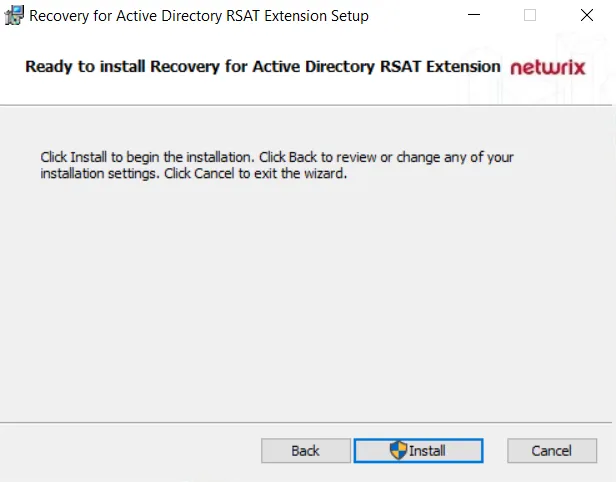 Recovery for Active Directory RSAT Extension Setup
Ready to install Recovery for Active Directory RSAT Extension netwrix
Click Install to begin the installation. Click Back to review or change any of your
installation settings. Click Cancel to exit the wizard.
Back Install Cancel